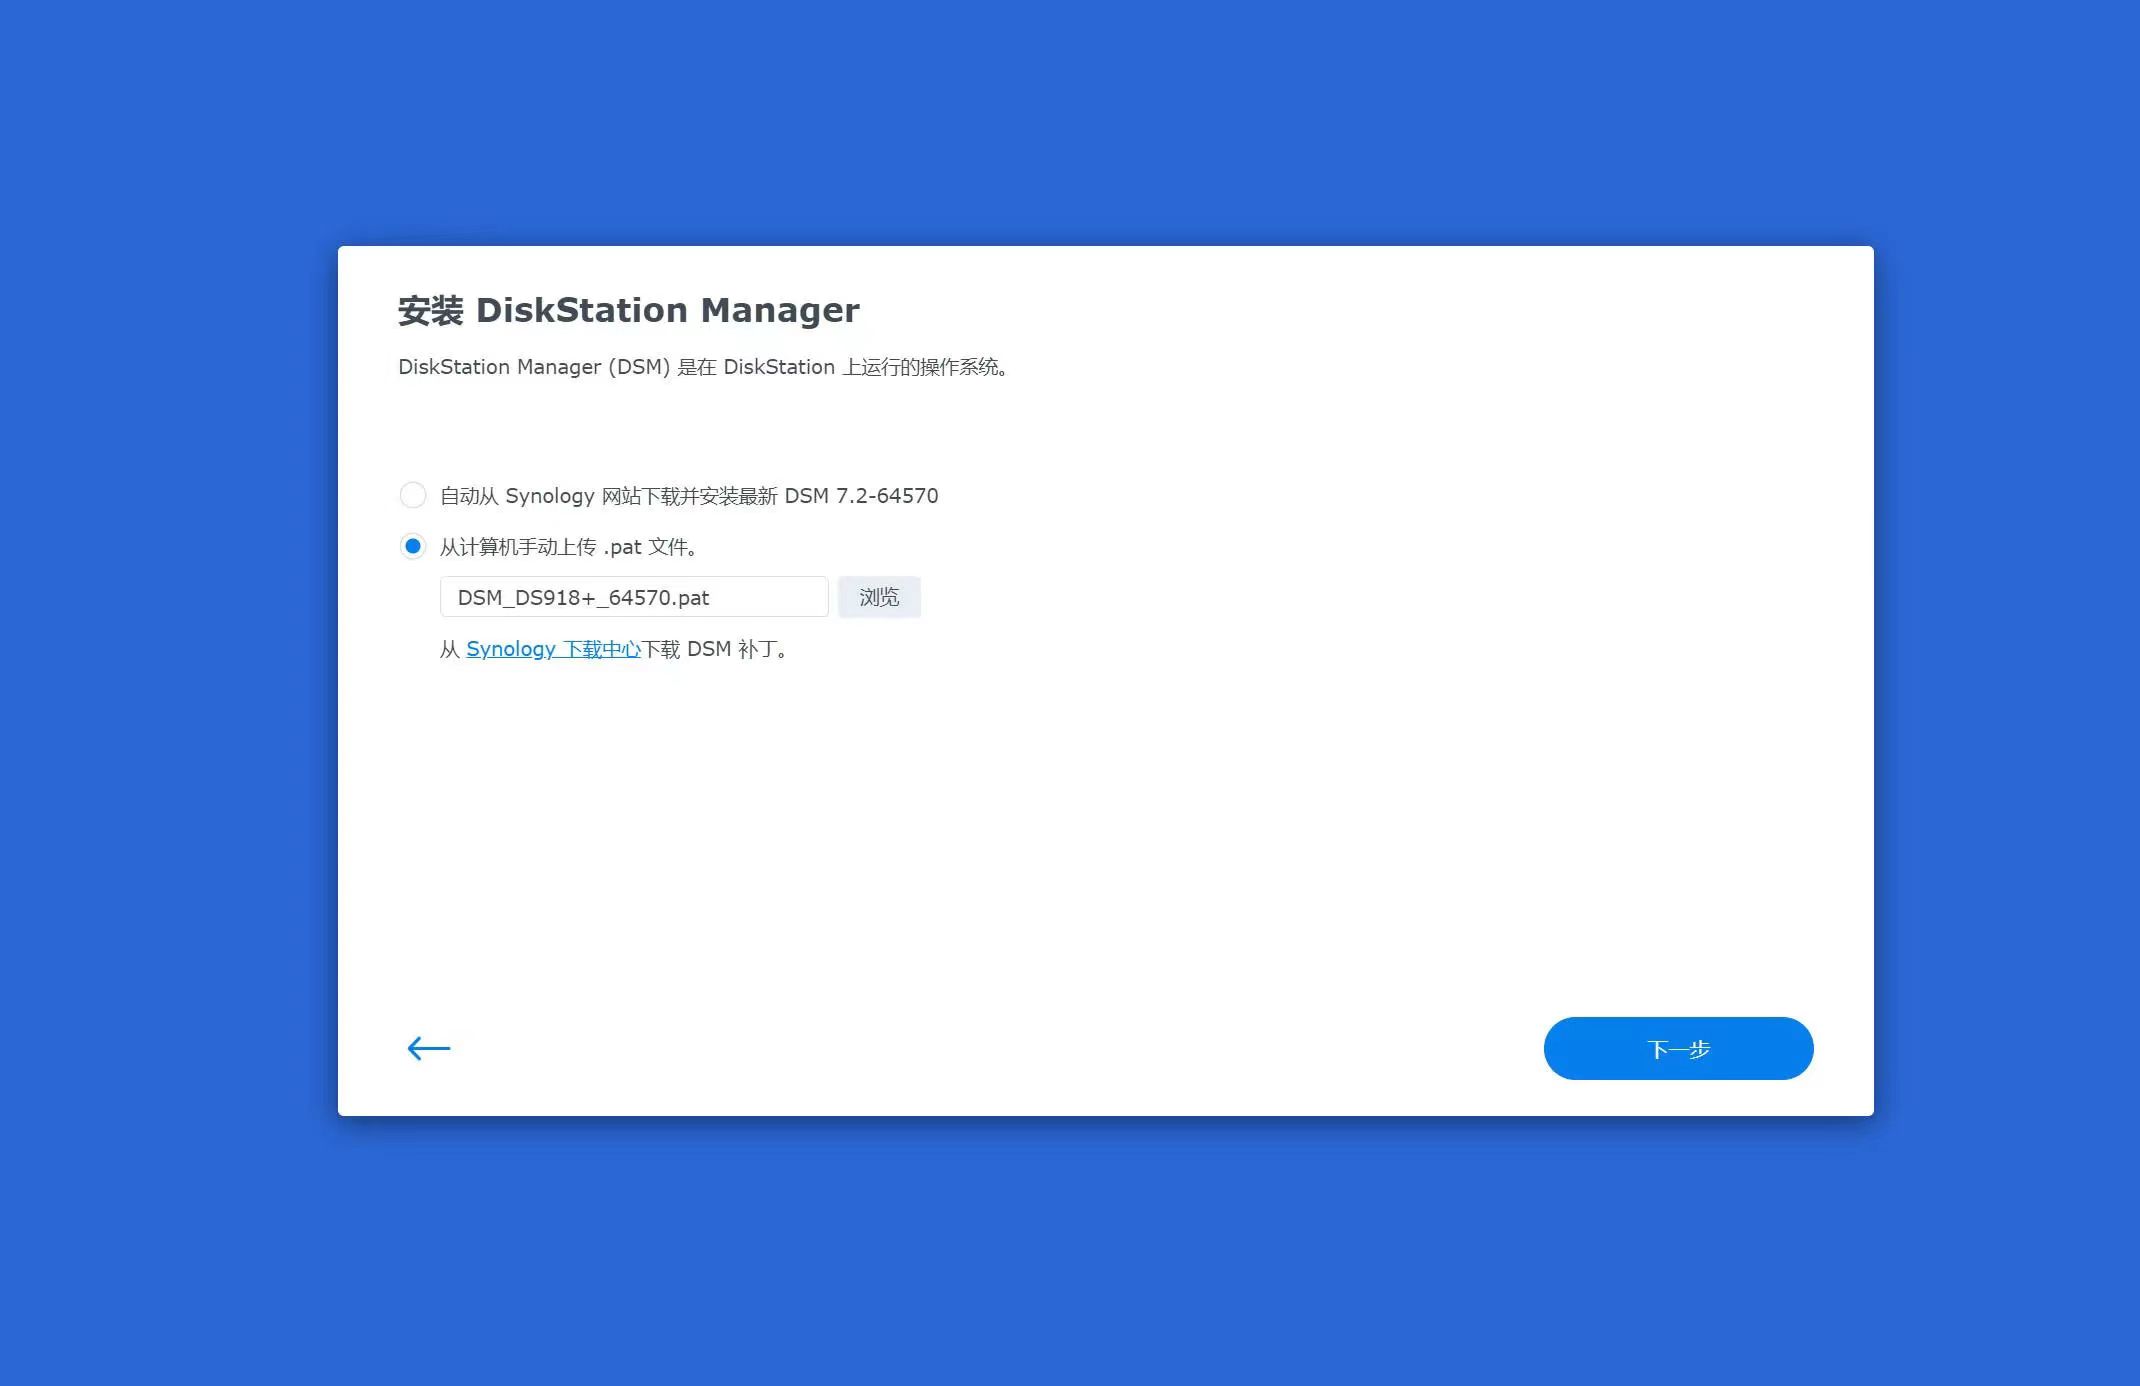 安装 DiskStation Manager
DiskStation Manager (DSM) 是在 DiskStation 上运行的操作系统。
自动从 Synology 网站下载并安装最新 DSM 7.2-64570
从计算机手动上传 .pat 文件。
DSM_DS918+_64570.pat 浏览
从 Synology 下载中心下载 DSM 补丁。
下一步